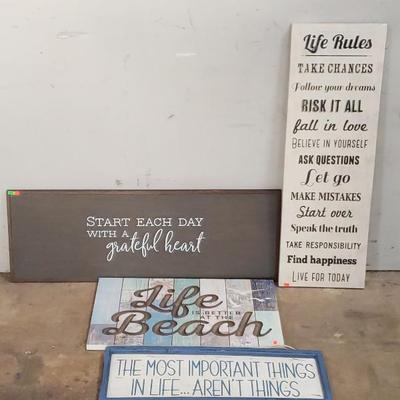 Life Rules
TAKE CHANCES
Follow your dreams
RISK IT ALL
fall in love
BELIEVE IN YOURSELF
ASK QUESTIONS
Let go
MAKE MISTAKES
Start over
Speak the truth
TAKE RESPONSIBILITY
Find happiness
LIVE FOR TODAY
START EACH DAY
WITH A
grateful heart
Life
IS BETTER
AT THE
Beach
THE MOST IMPORTANT THINGS
IN LIFE...AREN'T THINGS